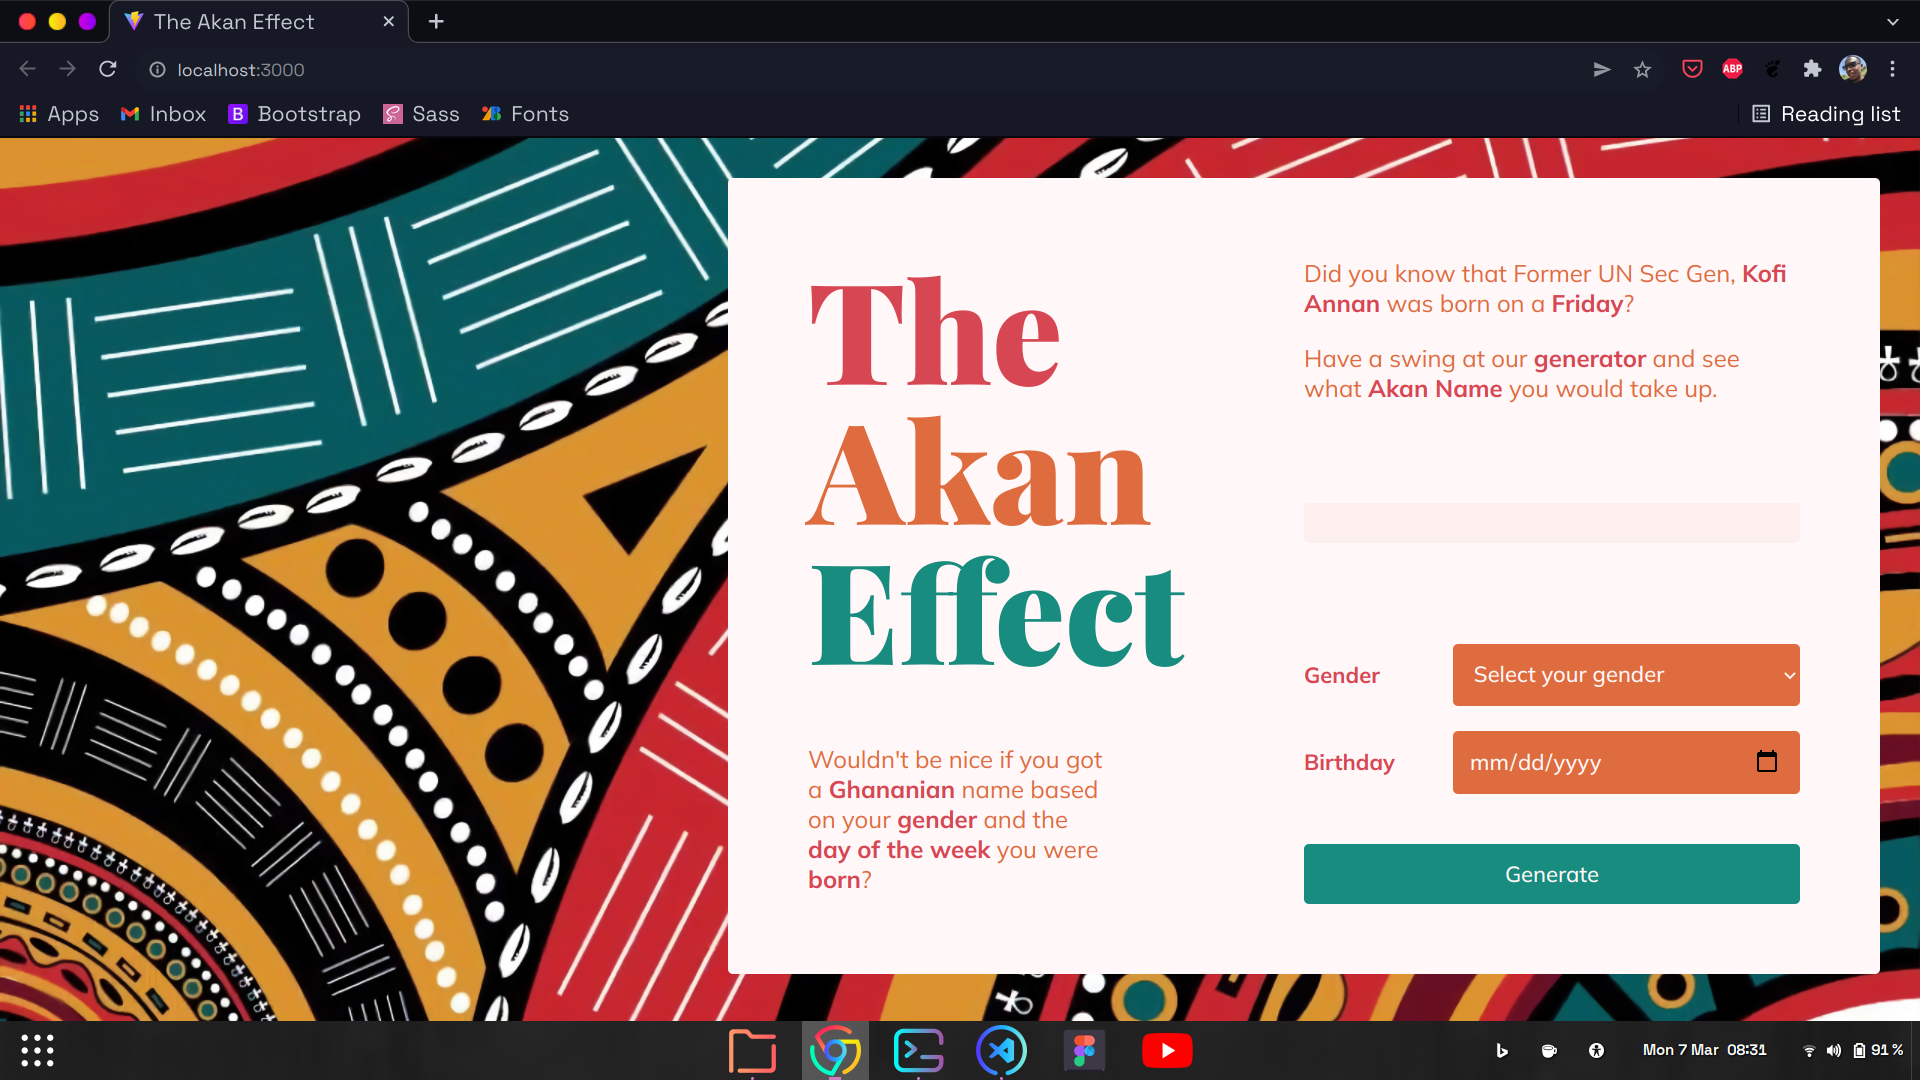 The Akan Effect
localhost:3000
ABP
Apps
Inbox
B Bootstrap
Sass
Fonts
Reading list
The
Akan
Effect
Wouldn't be nice if you got
a Ghananian name based
on your gender and the
day of the week you were
born?
Did you know that Former UN Sec Gen, Kofi
Annan was born on a Friday?
Have a swing at our generator and see
what Akan Name you would take up.
Gender
Select your gender
Birthday
mm/dd/yyyy
Generate
Mon 7 Mar 08:31
91 %